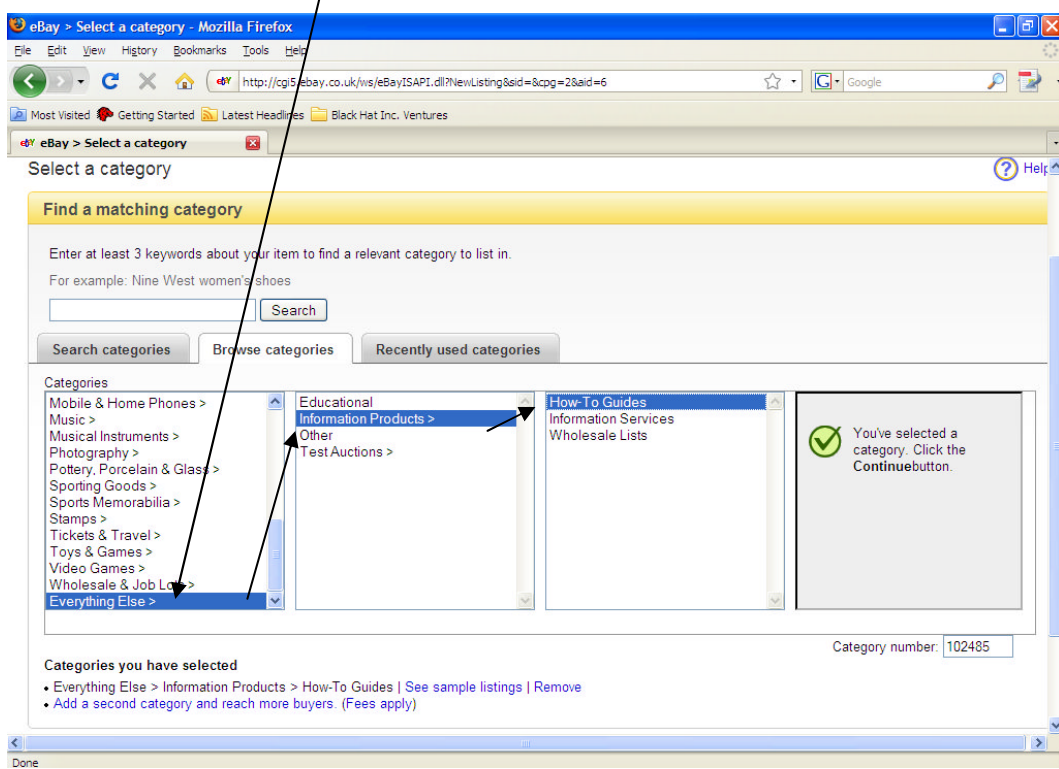 eBay > Select a category - Mozilla Firefox
File Edit View History Bookmarks Tools Help
http://cgi5.ebay.co.uk/ws/eBayISAPI.dll?NewListing&sid=&cpg=2&aid=6
G Google
Most Visited Getting Started Latest Headlines Black Hat Inc. Ventures
eBay > Select a category
Select a category
? Help
Find a matching category
Enter at least 3 keywords about your item to find a relevant category to list in.
For example: Nine West women's shoes
Search
Search categories Browse categories Recently used categories
Categories
Mobile & Home Phones >
Music >
Musical Instruments >
Photography >
Pottery, Porcelain & Glass >
Sporting Goods >
Sports Memorabilia >
Stamps >
Tickets & Travel >
Toys & Games >
Video Games >
Wholesale & Job Lots >
Everything Else >
Educational
Information Products >
Other
Test Auctions >
How-To Guides
Information Services
Wholesale Lists
You've selected a
category. Click the
Continuebutton.
Category number: 102485
Categories you have selected
• Everything Else > Information Products > How-To Guides | See sample listings | Remove
• Add a second category and reach more buyers. (Fees apply)
Done